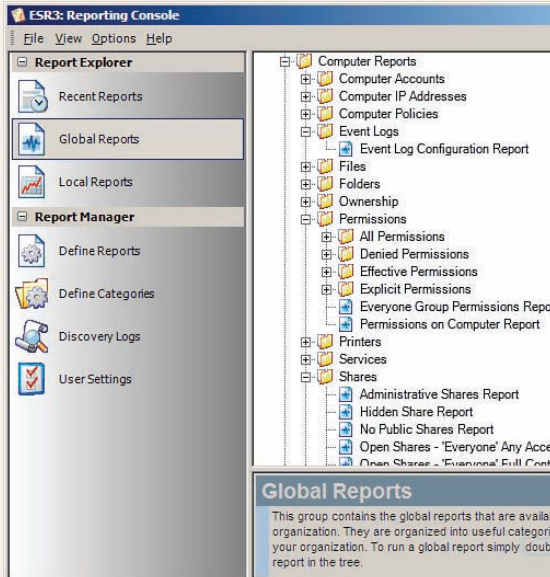 ESR3: Reporting Console
File View Options Help
Report Explorer
Recent Reports
Global Reports
Local Reports
Report Manager
Define Reports
Define Categories
Discovery Logs
User Settings
Computer Reports
Computer Accounts
Computer IP Addresses
Computer Policies
Event Logs
Event Log Configuration Report
Files
Folders
Ownership
Permissions
All Permissions
Denied Permissions
Effective Permissions
Explicit Permissions
Everyone Group Permissions Repo
Permissions on Computer Report
Printers
Services
Shares
Administrative Shares Report
Hidden Share Report
No Public Shares Report
Open Shares - 'Everyone' Any Acce
Open Shares - 'Everyone' Full Cont
Global Reports
This group contains the global reports that are availa
organization. They are organized into useful categori
your organization. To run a global report simply doub
report in the tree.